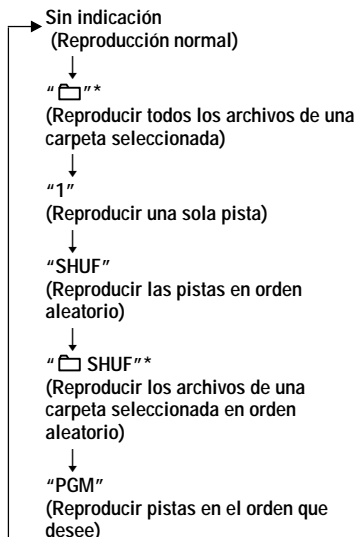 Sin indicación
(Reproducción normal)
“ ”*
(Reproducir todos los archivos de una
carpeta seleccionada)
“1”
(Reproducir una sola pista)
“SHUF”
(Reproducir las pistas en orden
aleatorio)
“ SHUF”*
(Reproducir los archivos de una
carpeta seleccionada en orden
aleatorio)
“PGM”
(Reproducir pistas en el orden que
desee)